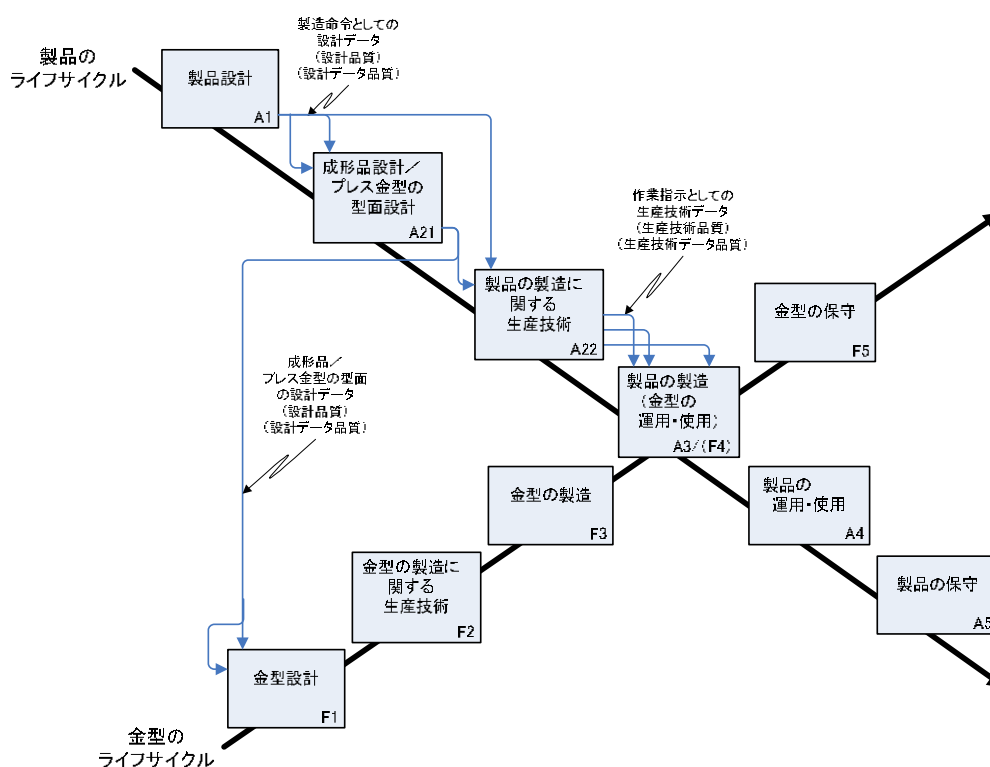 製造命令としての
設計データ
(設計品質)
(設計データ品質)
製品の
ライフサイクル
製品設計
A1
成形品設計/
プレス金型の
型面設計
A21
作業指示としての
生産技術データ
(生産技術品質)
(生産技術データ品質)
製品の製造に
関する
生産技術
A22
金型の保守
F5
成形品/
プレス金型の型面
の設計データ
(設計品質)
(設計データ品質)
製品の製造
(金型の
運用・使用)
A3/(F4)
金型の製造
F3
製品の
運用・使用
A4
金型の製造に
関する
生産技術
F2
製品の保守
A5
金型設計
F1
金型の
ライフサイクル